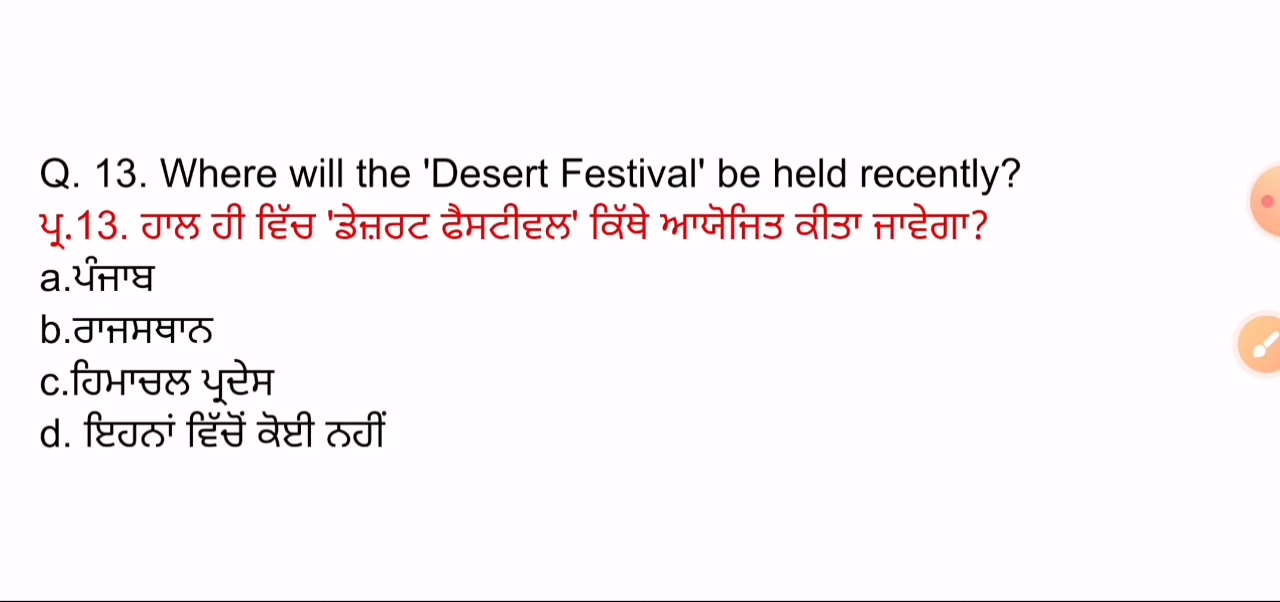 Q. 13. Where will the 'Desert Festival' be held recently?
ਪ੍ਰ.13. ਹਾਲ ਹੀ ਵਿੱਚ 'ਡੇਜ਼ਰਟ ਫੈਸਟੀਵਲ' ਕਿੱਥੇ ਆਯੋਜਿਤ ਕੀਤਾ ਜਾਵੇਗਾ?
a.ਪੰਜਾਬ
b.ਰਾਜਸਥਾਨ
c.ਹਿਮਾਚਲ ਪ੍ਰਦੇਸ
d. ਇਹਨਾਂ ਵਿੱਚੋਂ ਕੋਈ ਨਹੀਂ